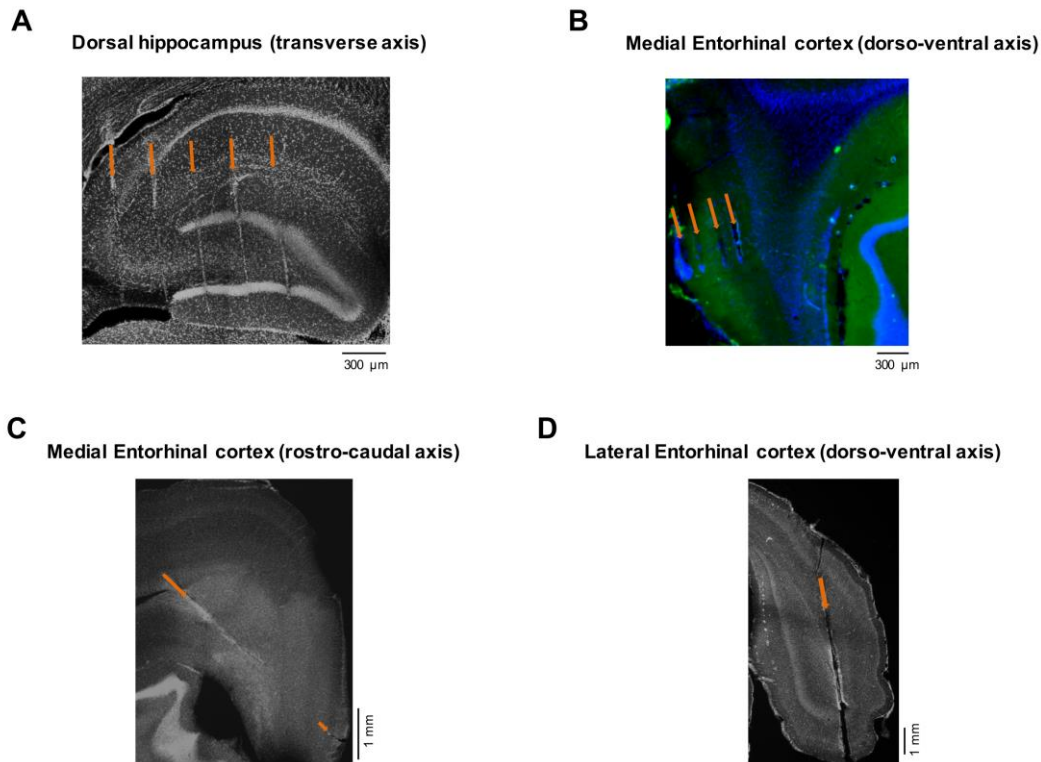 A
Dorsal hippocampus (transverse axis)
300 µm
B
Medial Entorhinal cortex (dorso-ventral axis)
300 µm
C
Medial Entorhinal cortex (rostro-caudal axis)
1 mm
D
Lateral Entorhinal cortex (dorso-ventral axis)
1 mm